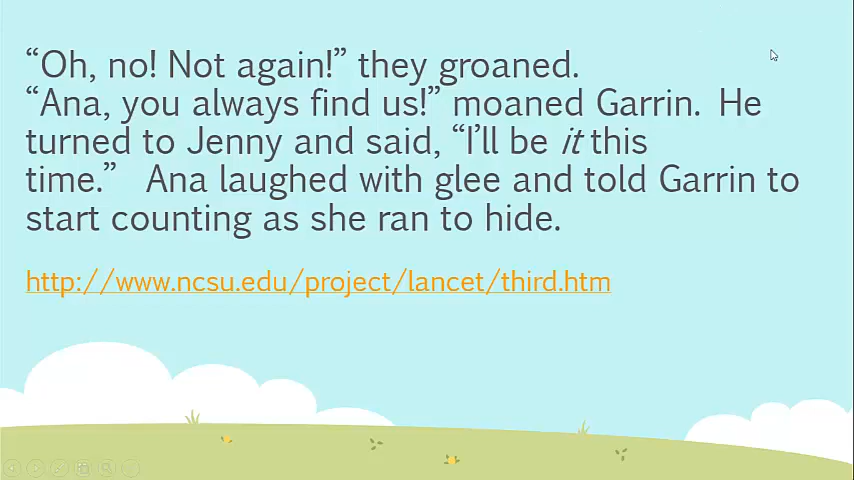 “Oh, no! Not again!” they groaned.
“Ana, you always find us!” moaned Garrin.  He
turned to Jenny and said, “I’ll be it this
time.”   Ana laughed with glee and told Garrin to
start counting as she ran to hide.
http://www.ncsu.edu/project/lancet/third.htm